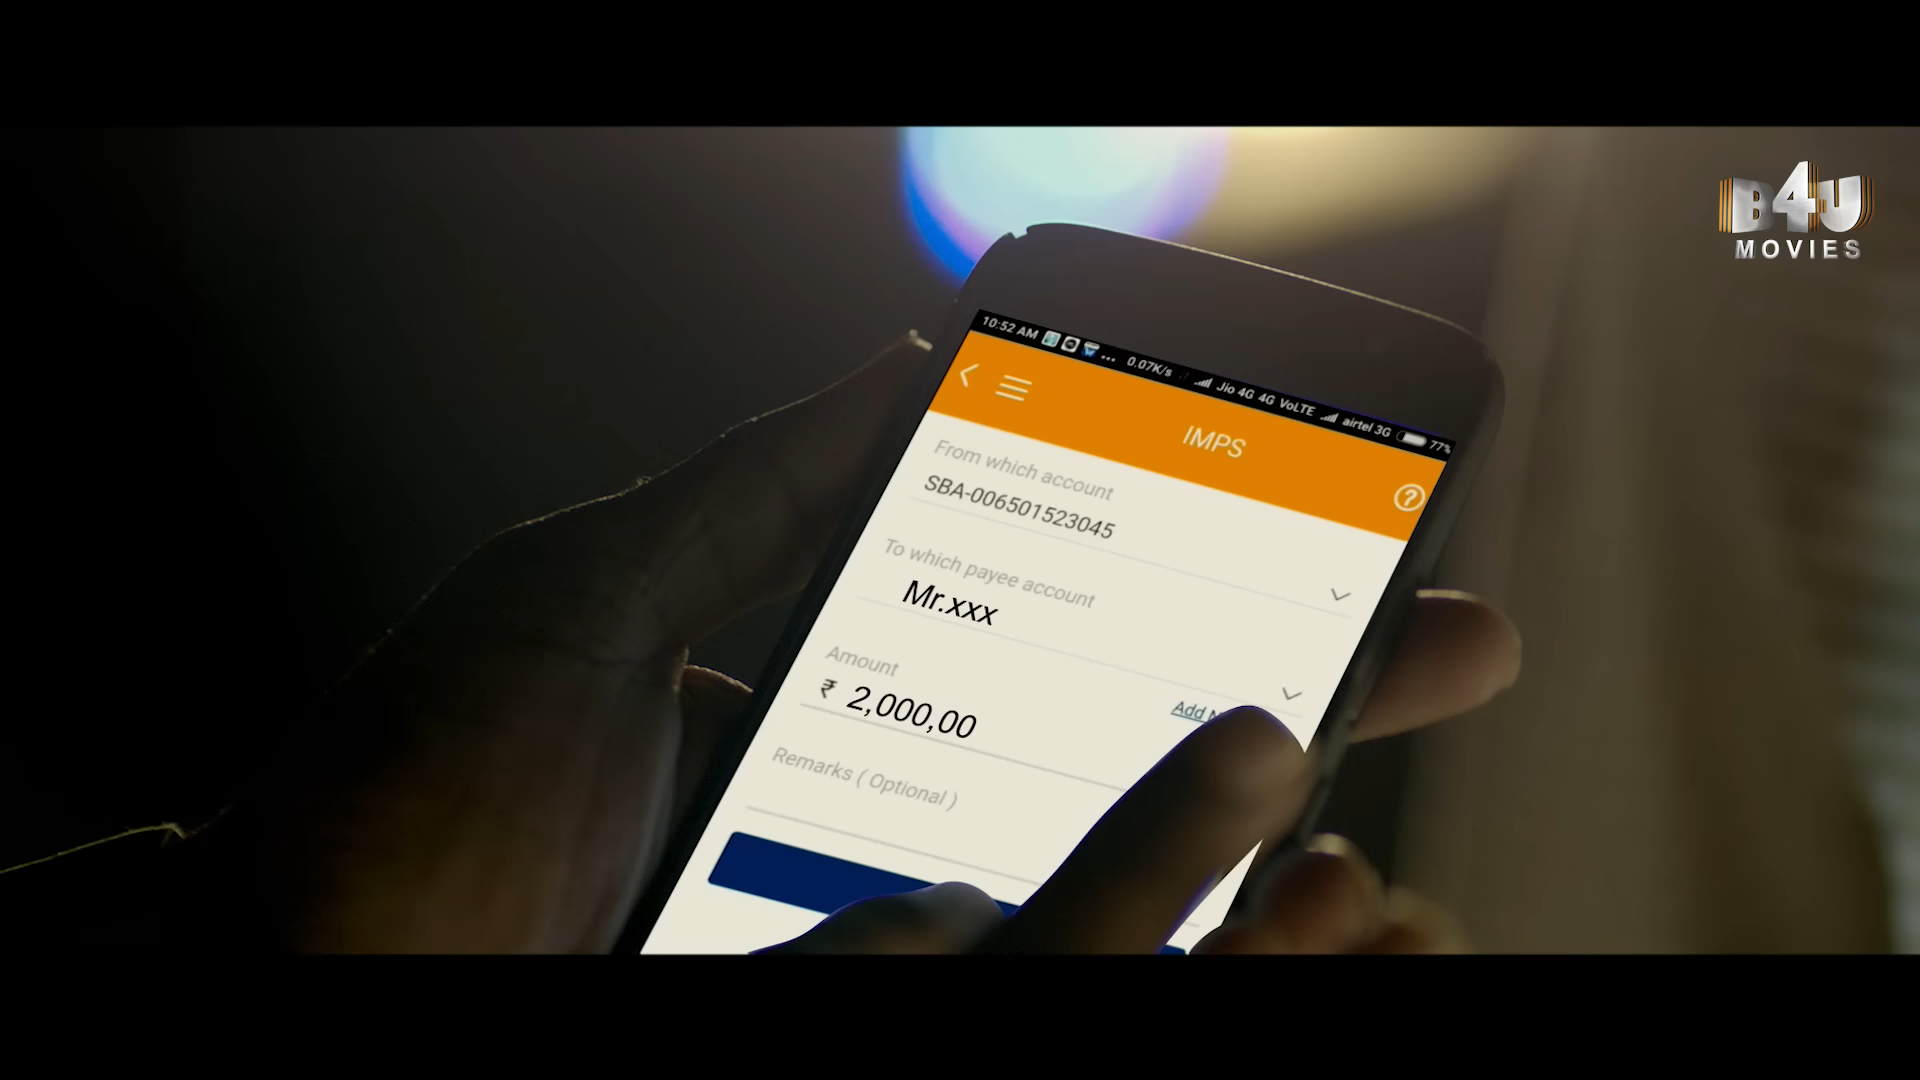 B4U
MOVIES
10:52 AM ... 0.07K/s Jio 4G 4G VoLTE airtel 3G 77%
IMPS
From which account
SBA-006501523045
To which payee account
Mr.xxx
Amount
₹ 2,000,00
Add
Remarks ( Optional )